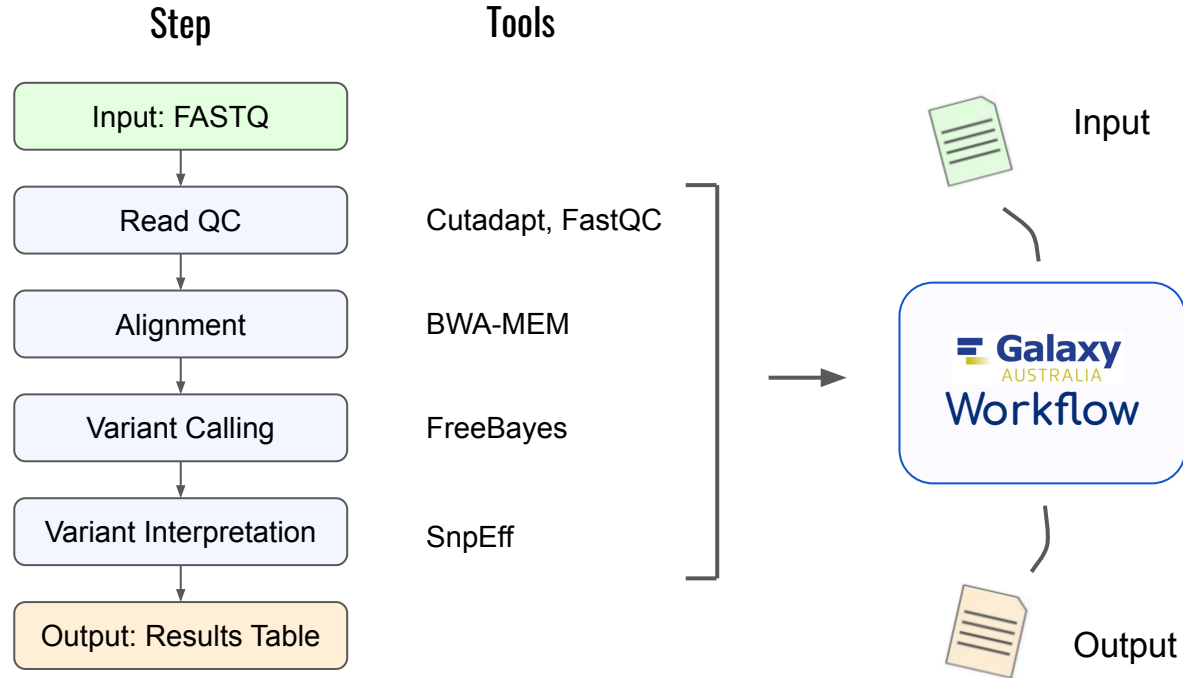 Step
Tools
Input: FASTQ
Read QC
Cutadapt, FastQC
Alignment
BWA-MEM
Variant Calling
FreeBayes
Variant Interpretation
SnpEff
Output: Results Table
Input
Galaxy
AUSTRALIA
Workflow
Output